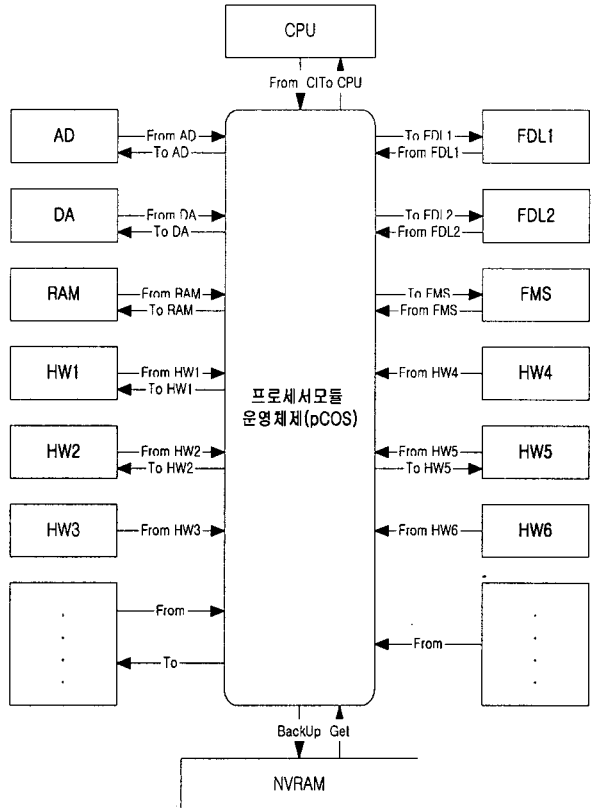 CPU
From CITo CPU
AD
From AD
To AD
To FDL1
From FDL1
FDL1
DA
From DA
To DA
To FDL2
From FDL2
FDL2
RAM
From RAM
To RAM
To FMS
From FMS
FMS
HW1
From HW1
To HW1
프로세서모듈
운영체제(pCOS)
From HW4
HW4
HW2
From HW2
To HW2
From HW5
To HW5
HW5
HW3
From HW3
From HW6
HW6
From
To
From
BackUp Get
NVRAM